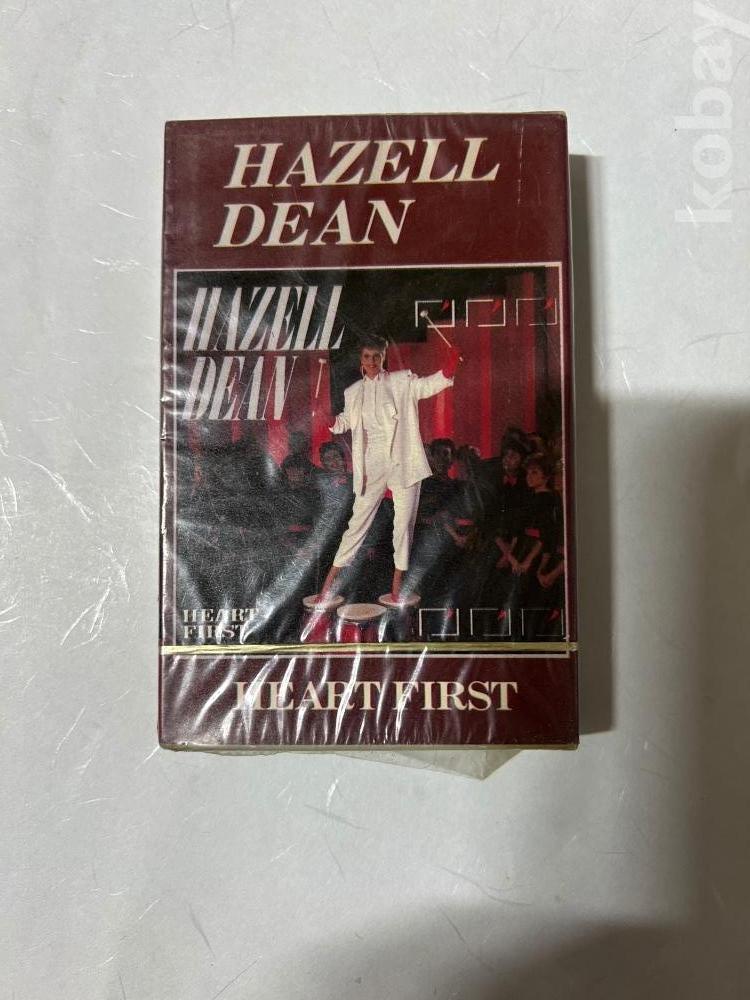 HAZELL
DEAN
HAZELL
DEAN
HEART
FIRST
HEART FIRST
kobay